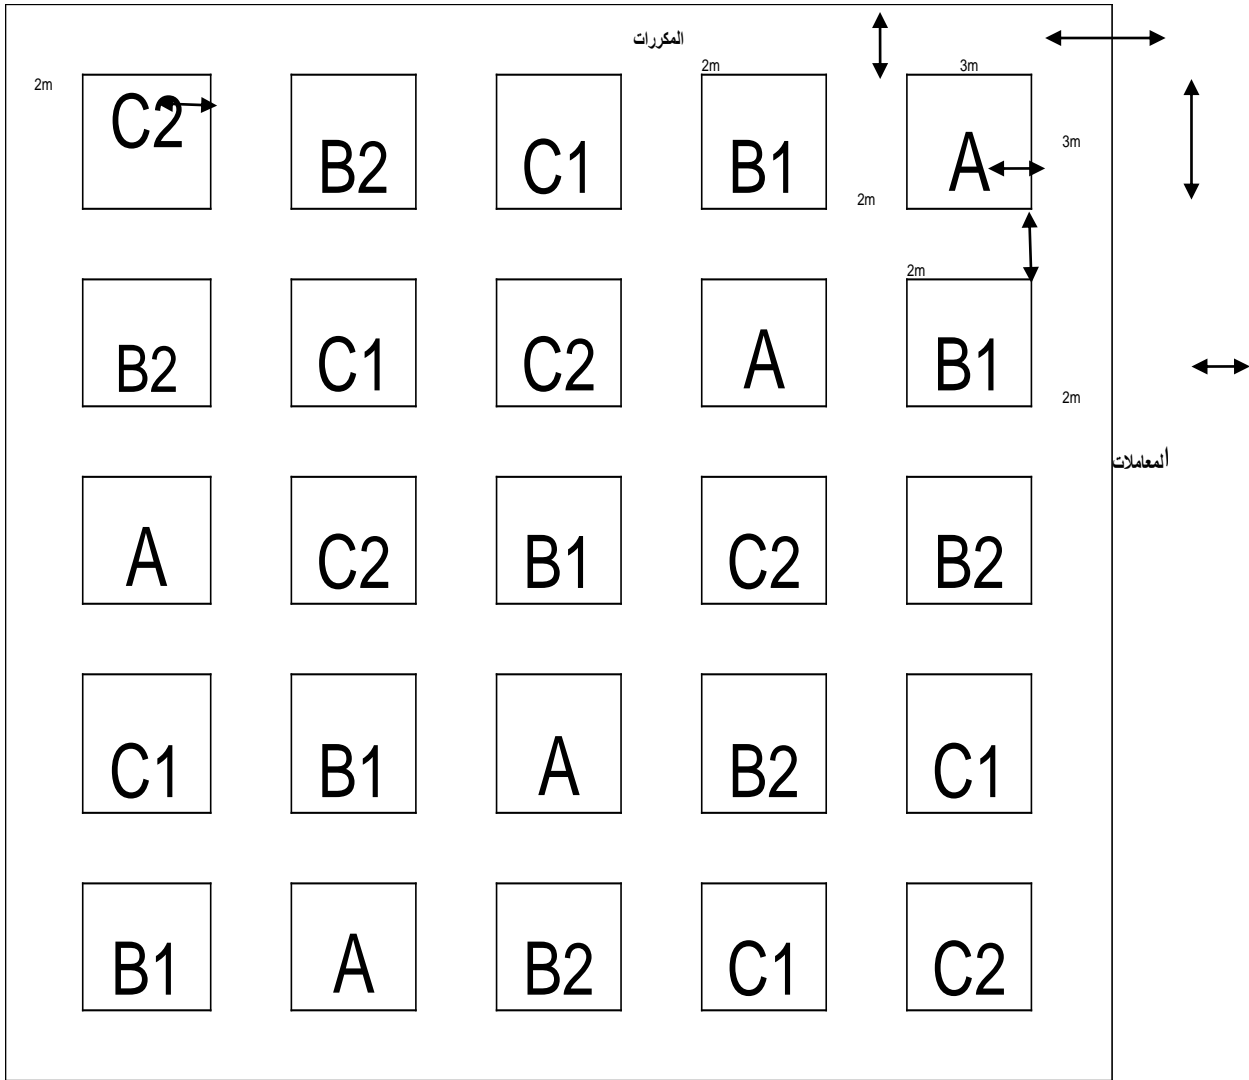 المكررات
2m 3m
2m
C2 B2 C1 B1 A
3m
2m
2m
B2 C1 C2 A B1
2m
المعاملات
A C2 B1 C2 B2
C1 B1 A B2 C1
B1 A B2 C1 C2